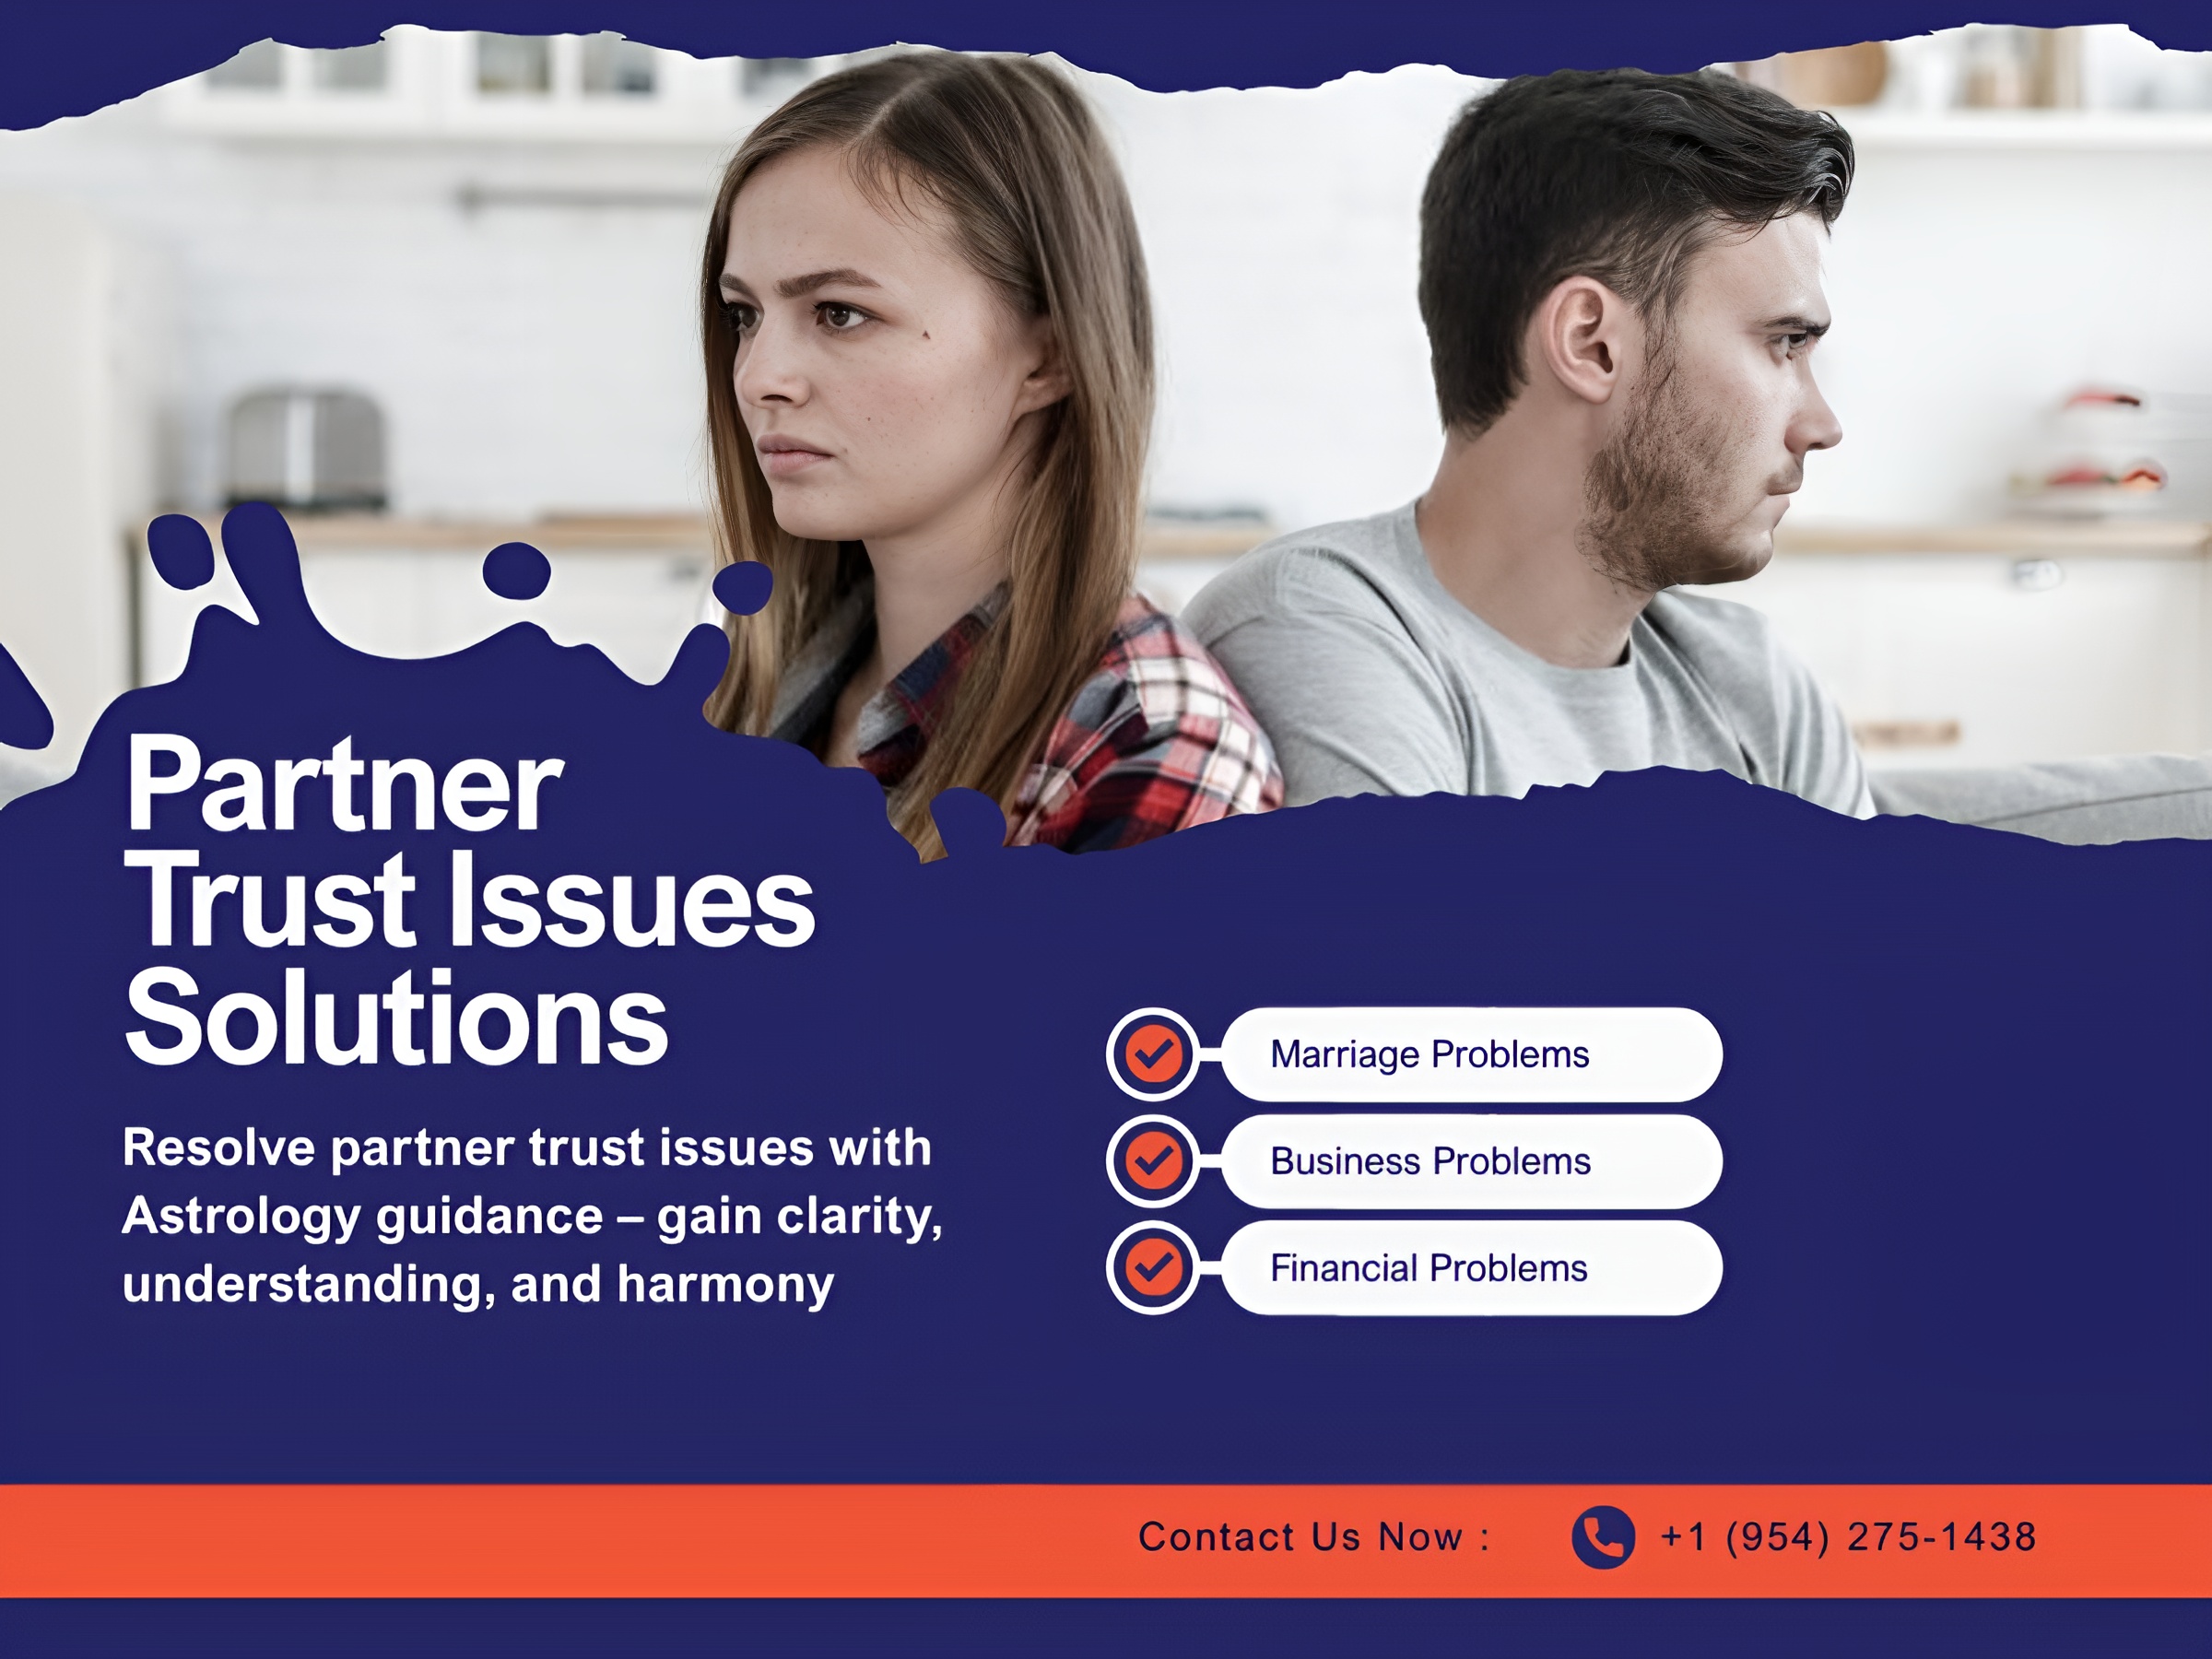 Partner
Trust Issues
Solutions
Resolve partner trust issues with
Astrology guidance – gain clarity,
understanding, and harmony
Marriage Problems
Business Problems
Financial Problems
Contact Us Now :
+1 (954) 275-1438